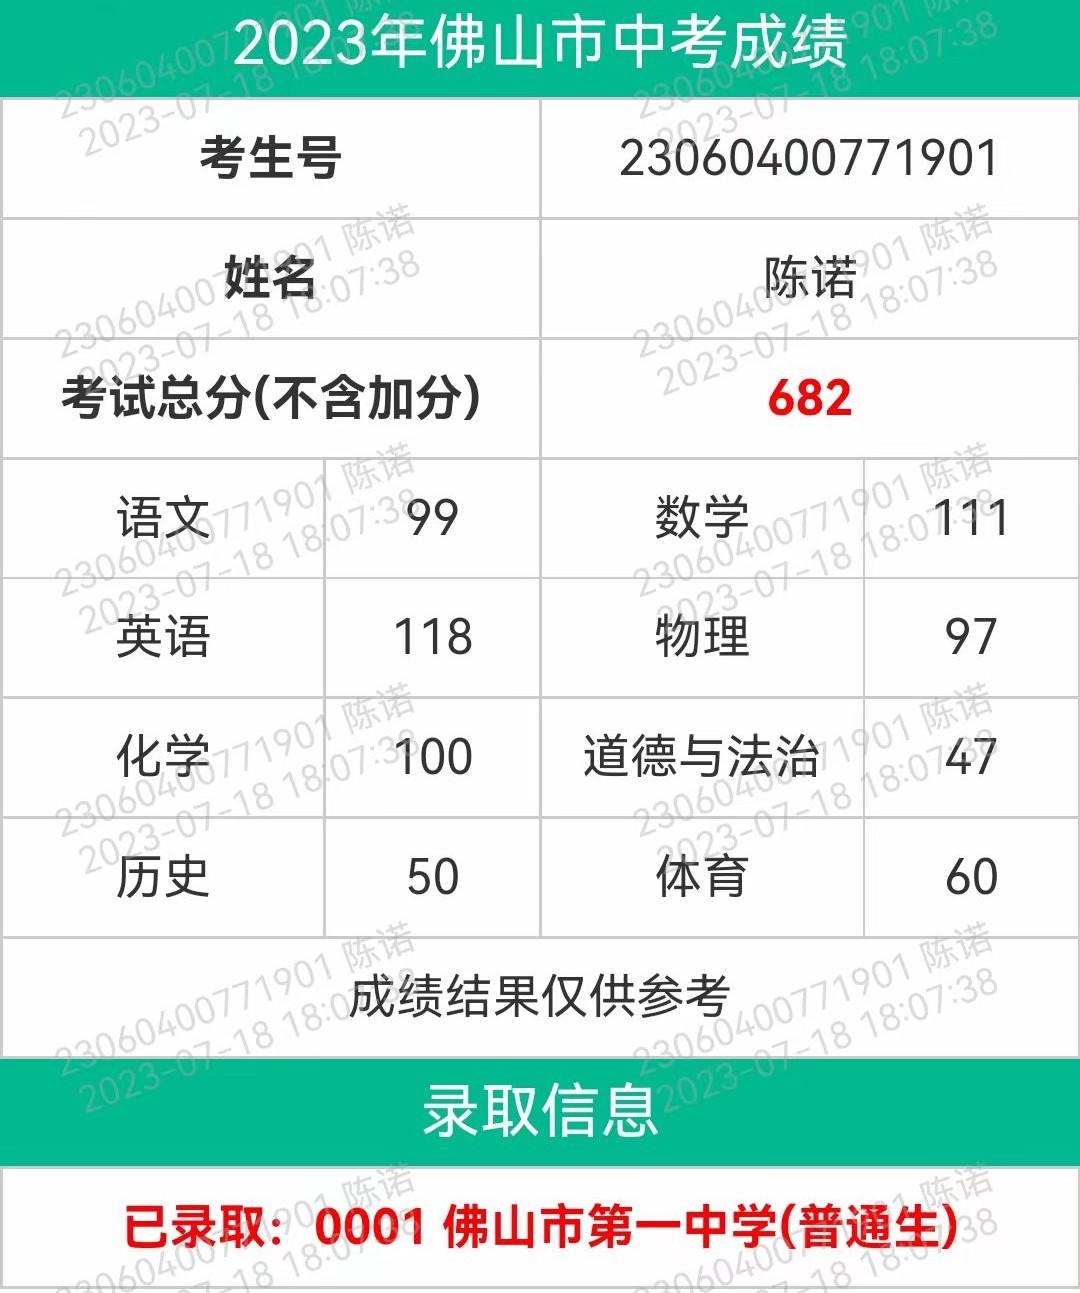 2023年佛山市中考成绩
考生号 23060400771901
姓名 陈诺
考试总分(不含加分) 682
语文 99 数学 111
英语 118 物理 97
化学 100 道德与法治 47
历史 50 体育 60
成绩结果仅供参考
录取信息
已录取：0001 佛山市第一中学(普通生)
23060400771901 陈诺
2023-07-18 18:07:38